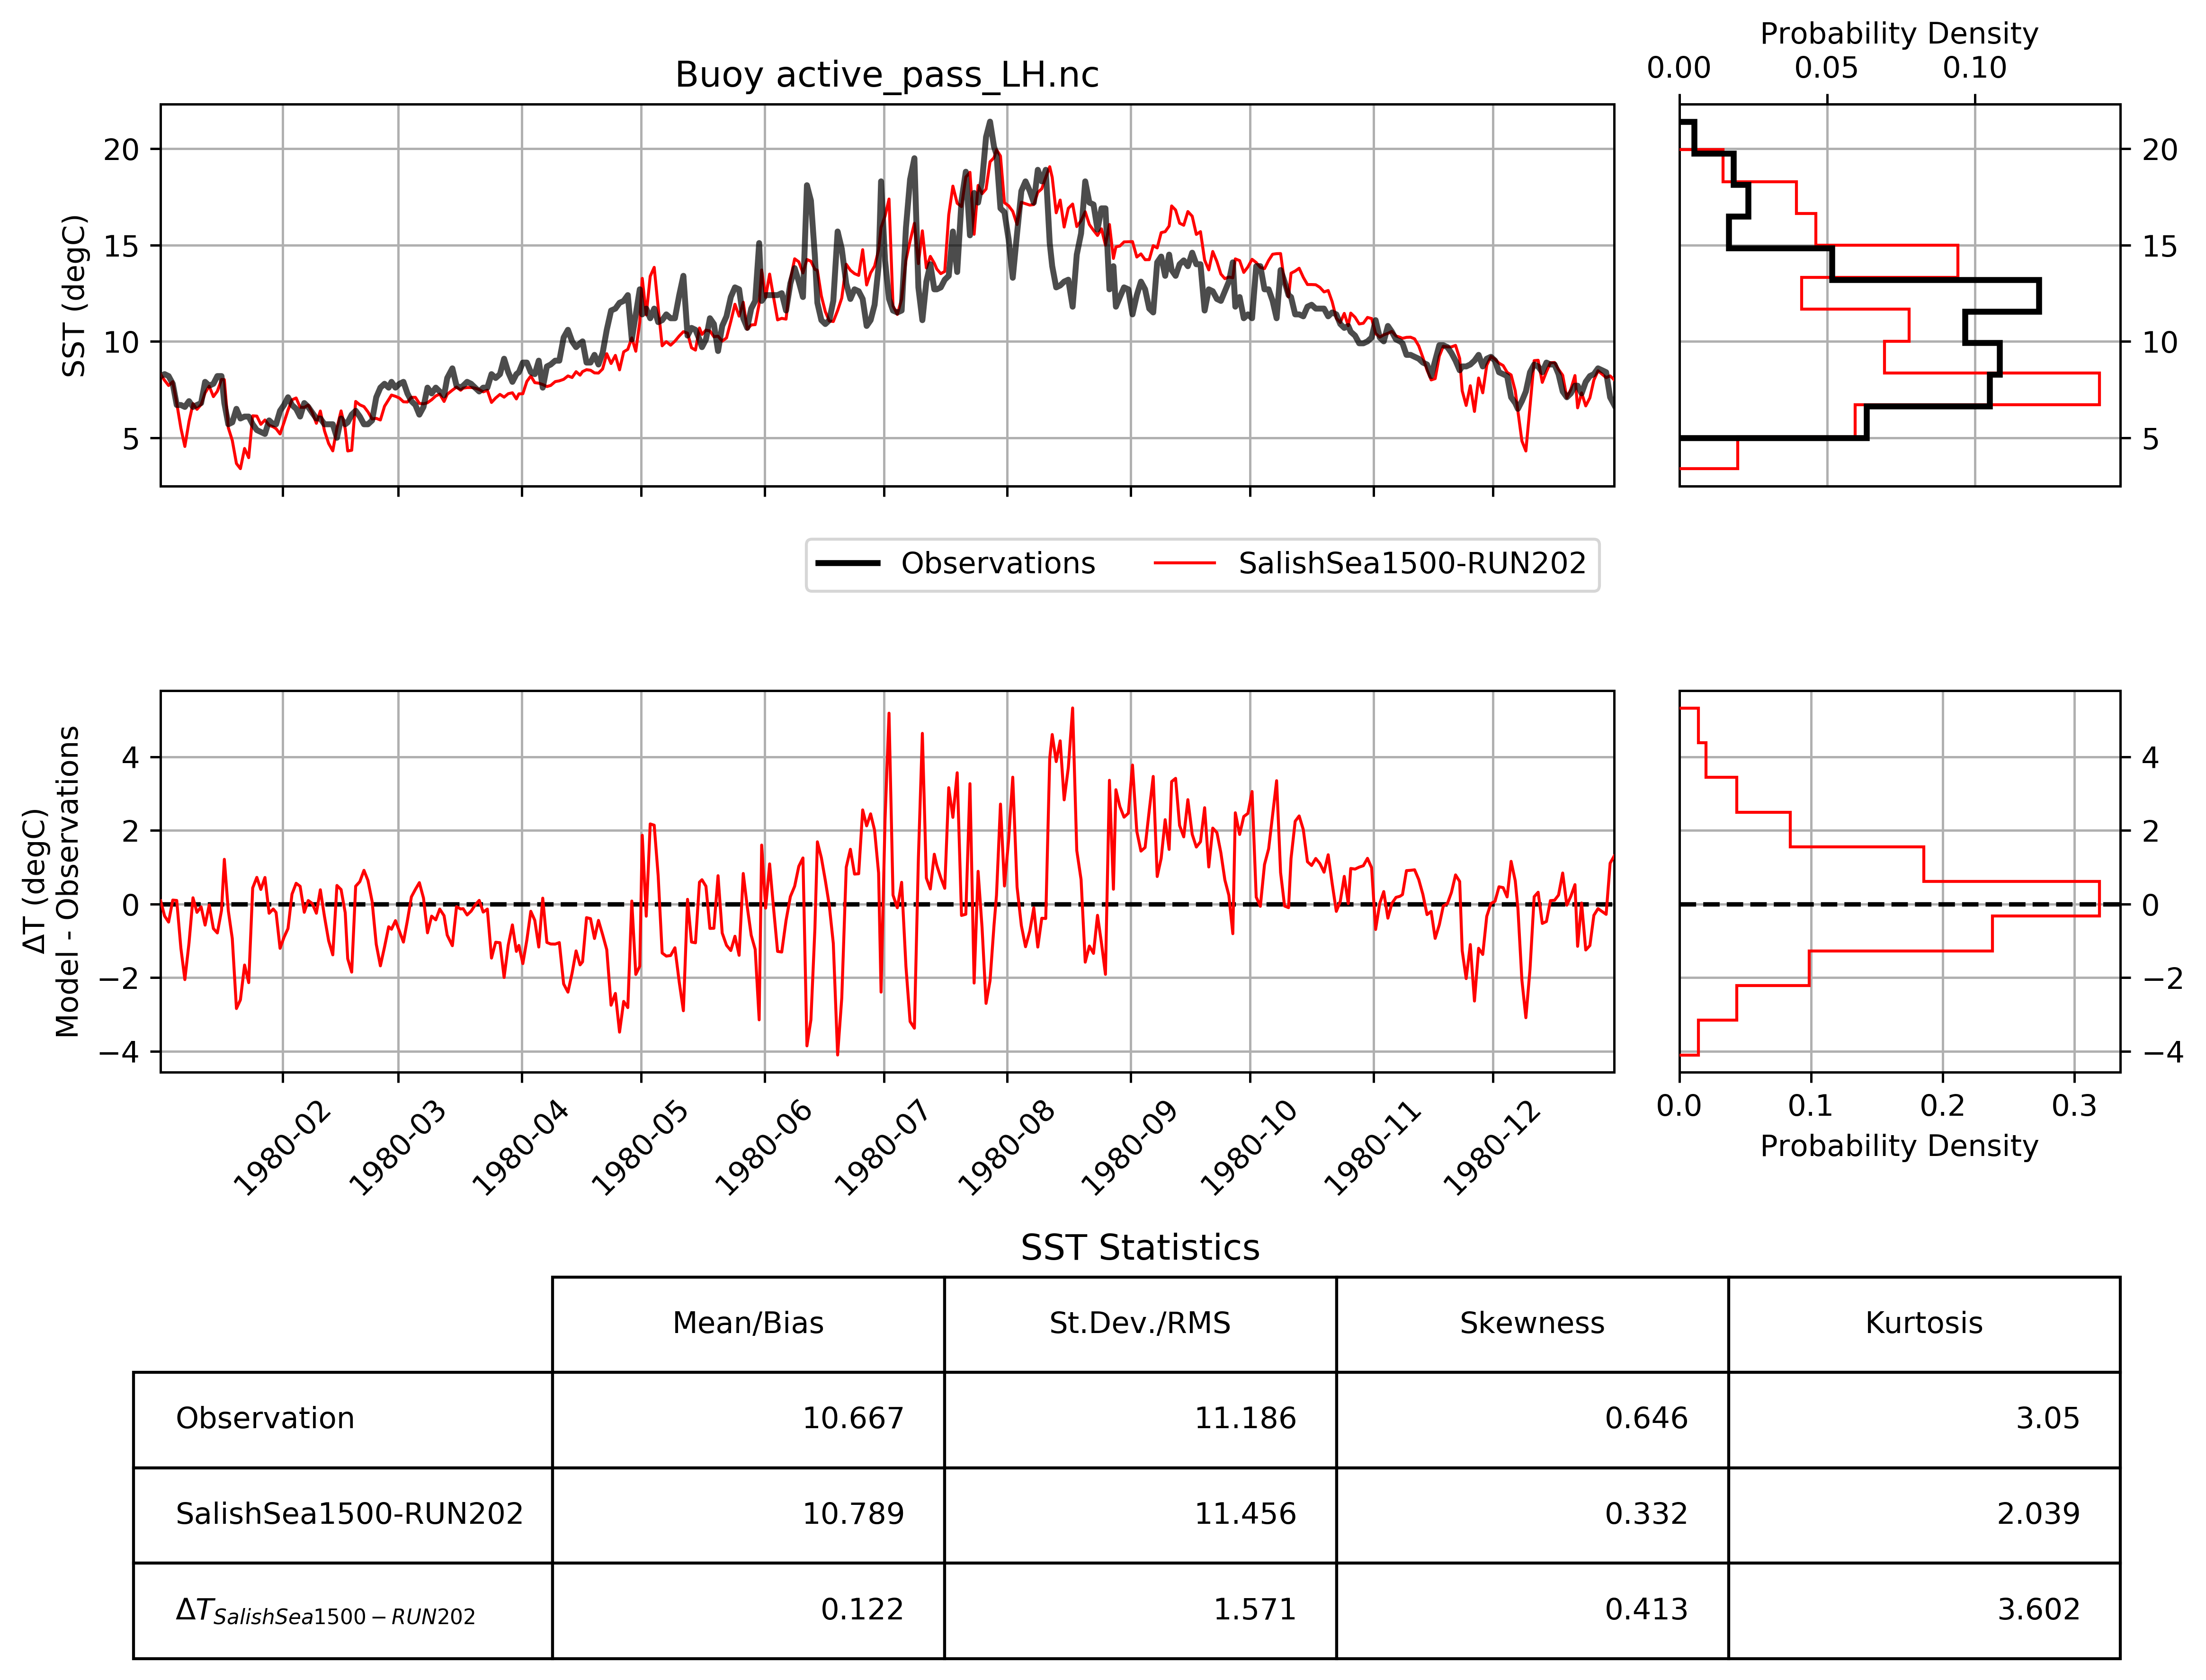 Probability Density
0.00 0.05 0.10
Buoy active_pass_LH.nc
SST (degC)
20
15
10
5
20
15
10
5
Observations SalishSea1500-RUN202
ΔT (degC)
Model - Observations
4
2
0
−2
−4
4
2
0
−2
−4
1980-02 1980-03 1980-04 1980-05 1980-06 1980-07 1980-08 1980-09 1980-10 1980-11 1980-12
0.0 0.1 0.2 0.3
Probability Density
SST Statistics
Mean/Bias St.Dev./RMS Skewness Kurtosis
Observation 10.667 11.186 0.646 3.05
SalishSea1500-RUN202 10.789 11.456 0.332 2.039
ΔT SalishSea1500−RUN202 0.122 1.571 0.413 3.602